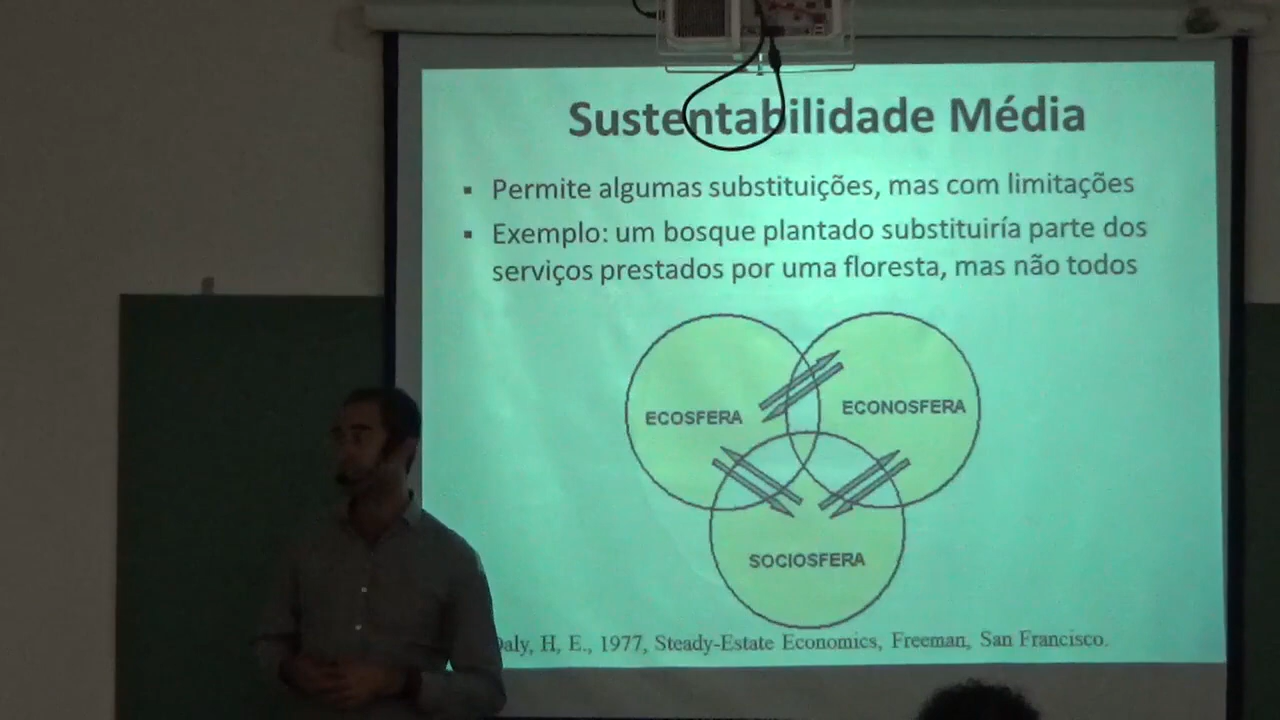 Sustentabilidade Média
▪ Permite algumas substituições, mas com limitações
▪ Exemplo: um bosque plantado substituiría parte dos
serviços prestados por uma floresta, mas não todos
ECOSFERA
ECONOSFERA
SOCIOSFERA
Daly, H, E., 1977, Steady-Estate Economics, Freeman, San Francisco.